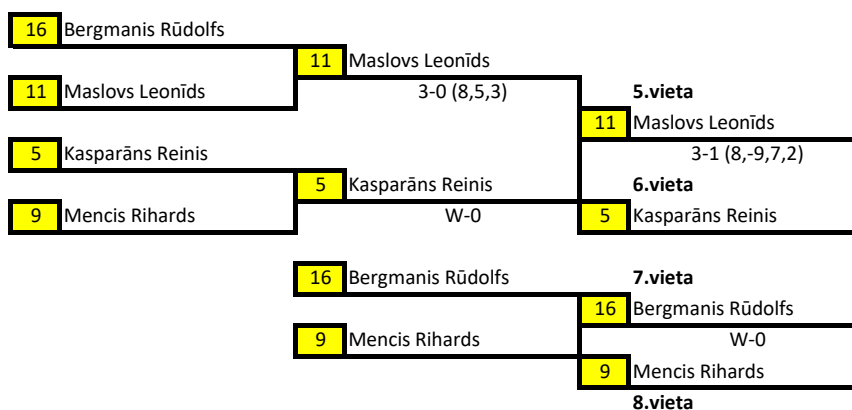 16 Bergmanis Rūdolfs
11 Maslovs Leonīds
11 Maslovs Leonīds 3-0 (8,5,3) 5.vieta
11 Maslovs Leonīds
5 Kasparāns Reinis 3-1 (8,-9,7,2)
5 Kasparāns Reinis 6.vieta
9 Mencis Rihards W-0 5 Kasparāns Reinis
16 Bergmanis Rūdolfs 7.vieta
16 Bergmanis Rūdolfs
9 Mencis Rihards W-0
9 Mencis Rihards
8.vieta